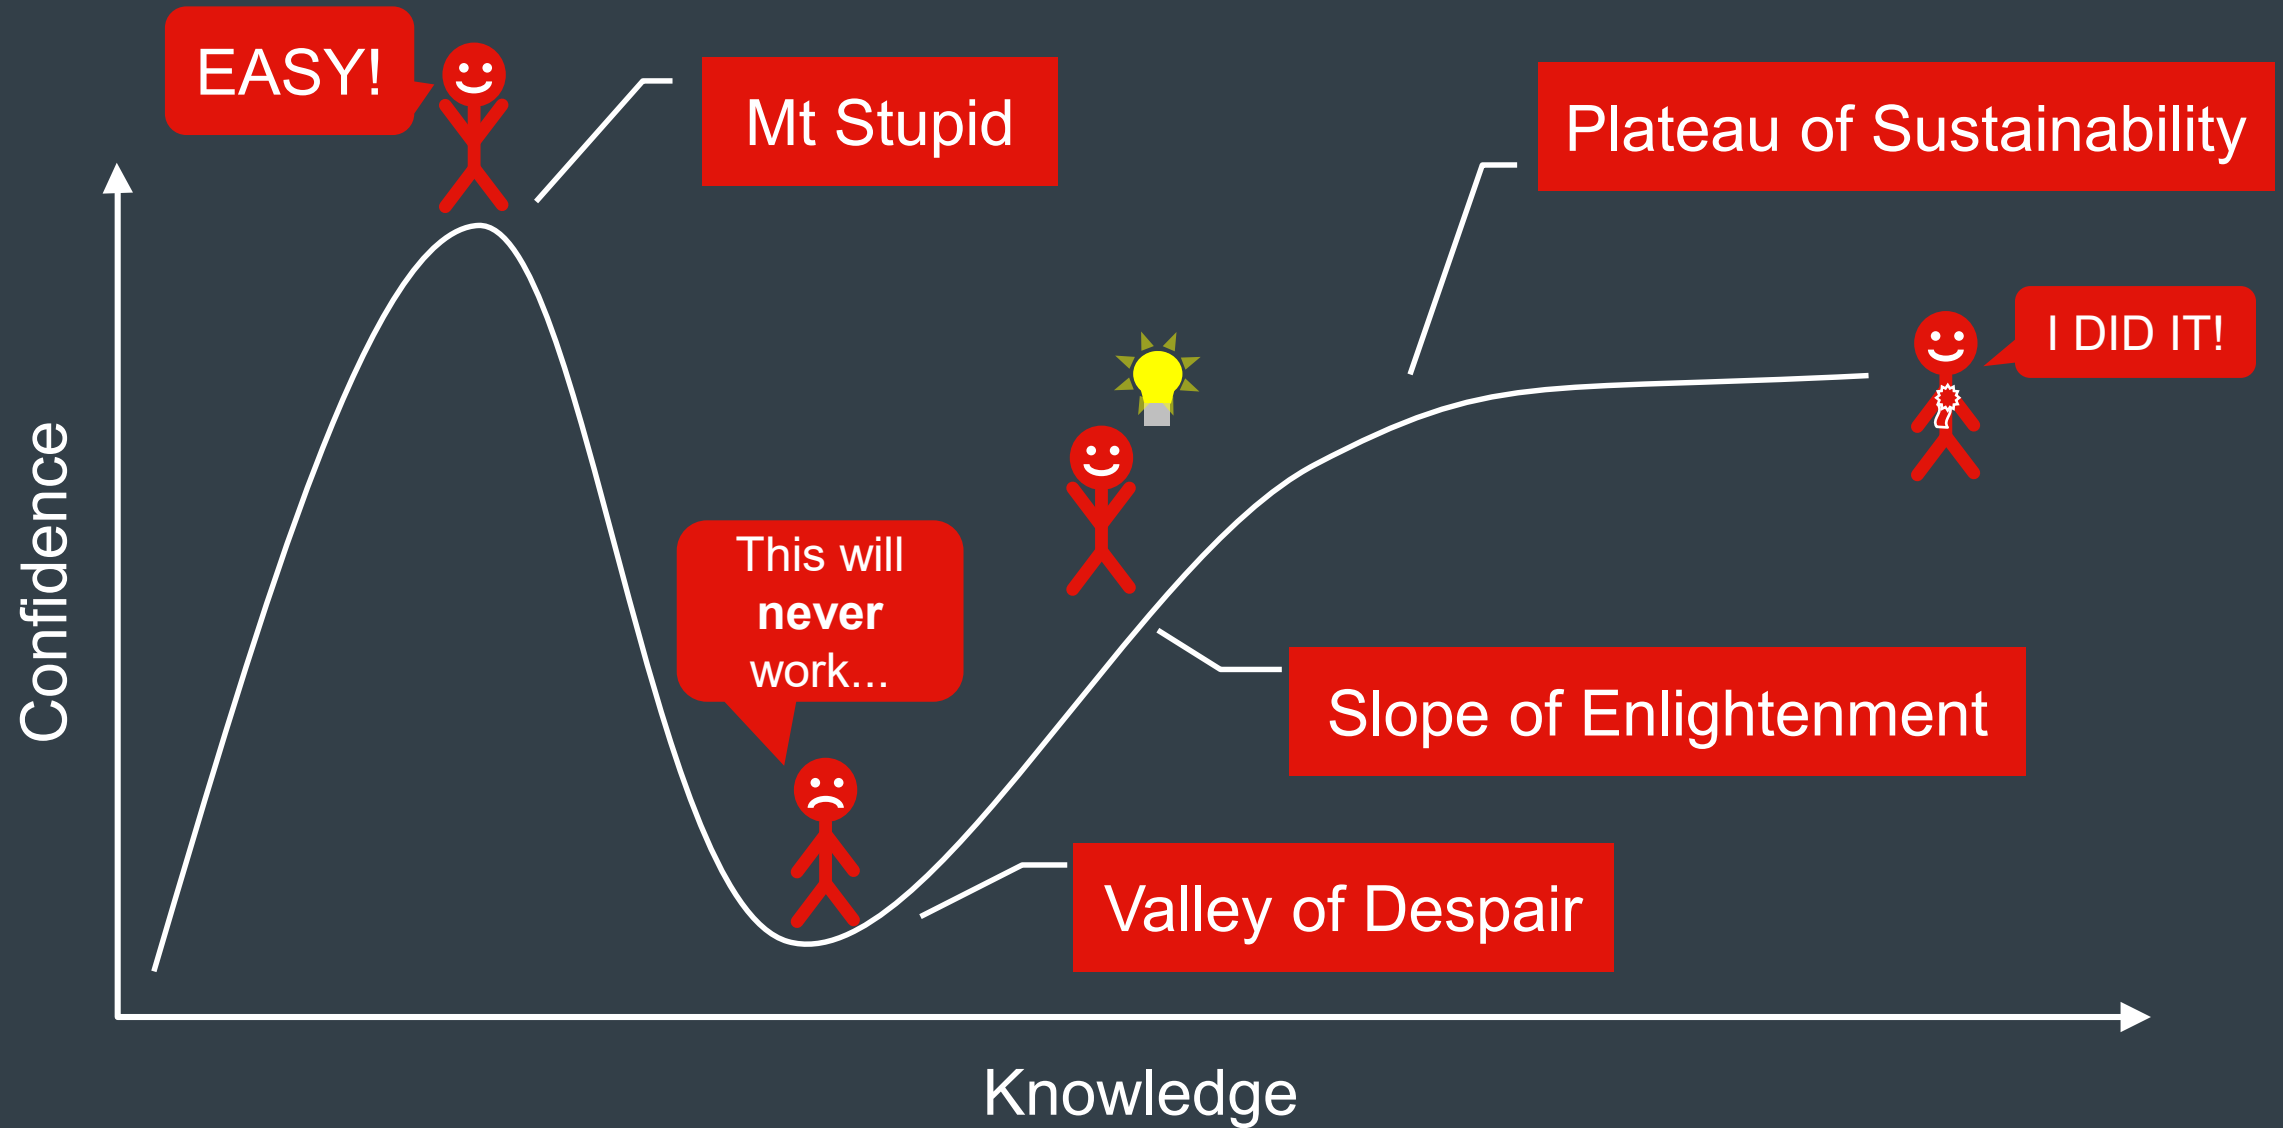 EASY!
Mt Stupid
Plateau of Sustainability
I DID IT!
This will
never
work...
Slope of Enlightenment
Valley of Despair
Confidence
Knowledge